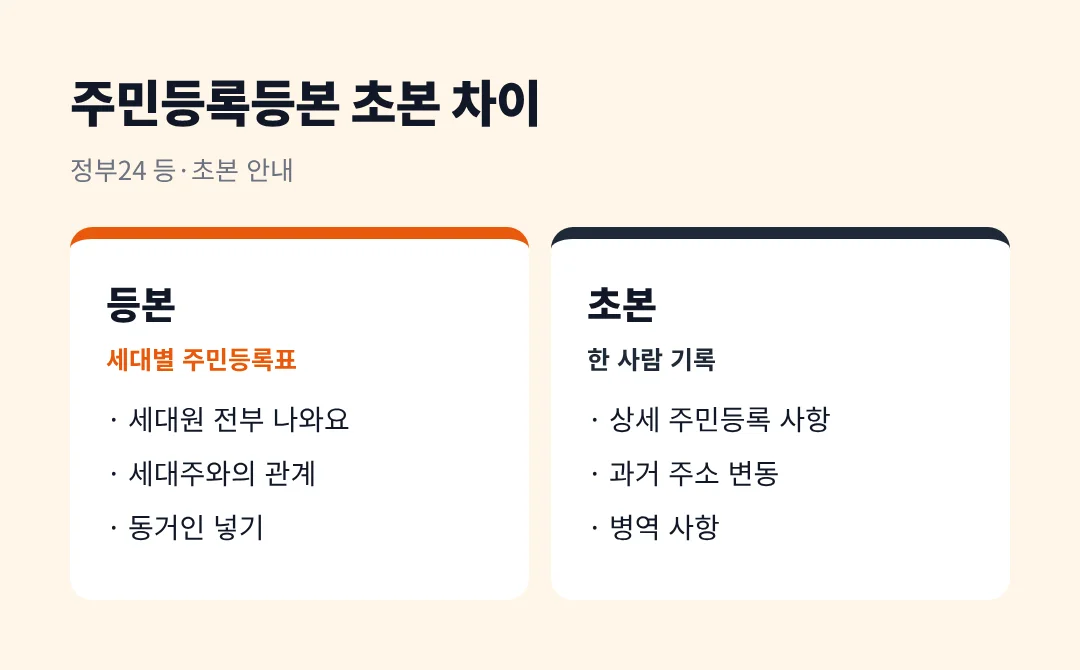 주민등록등본 초본 차이
정부24 등·초본 안내
등본
세대별 주민등록표
· 세대원 전부 나와요
· 세대주와의 관계
· 동거인 넣기
초본
한 사람 기록
· 상세 주민등록 사항
· 과거 주소 변동
· 병역 사항